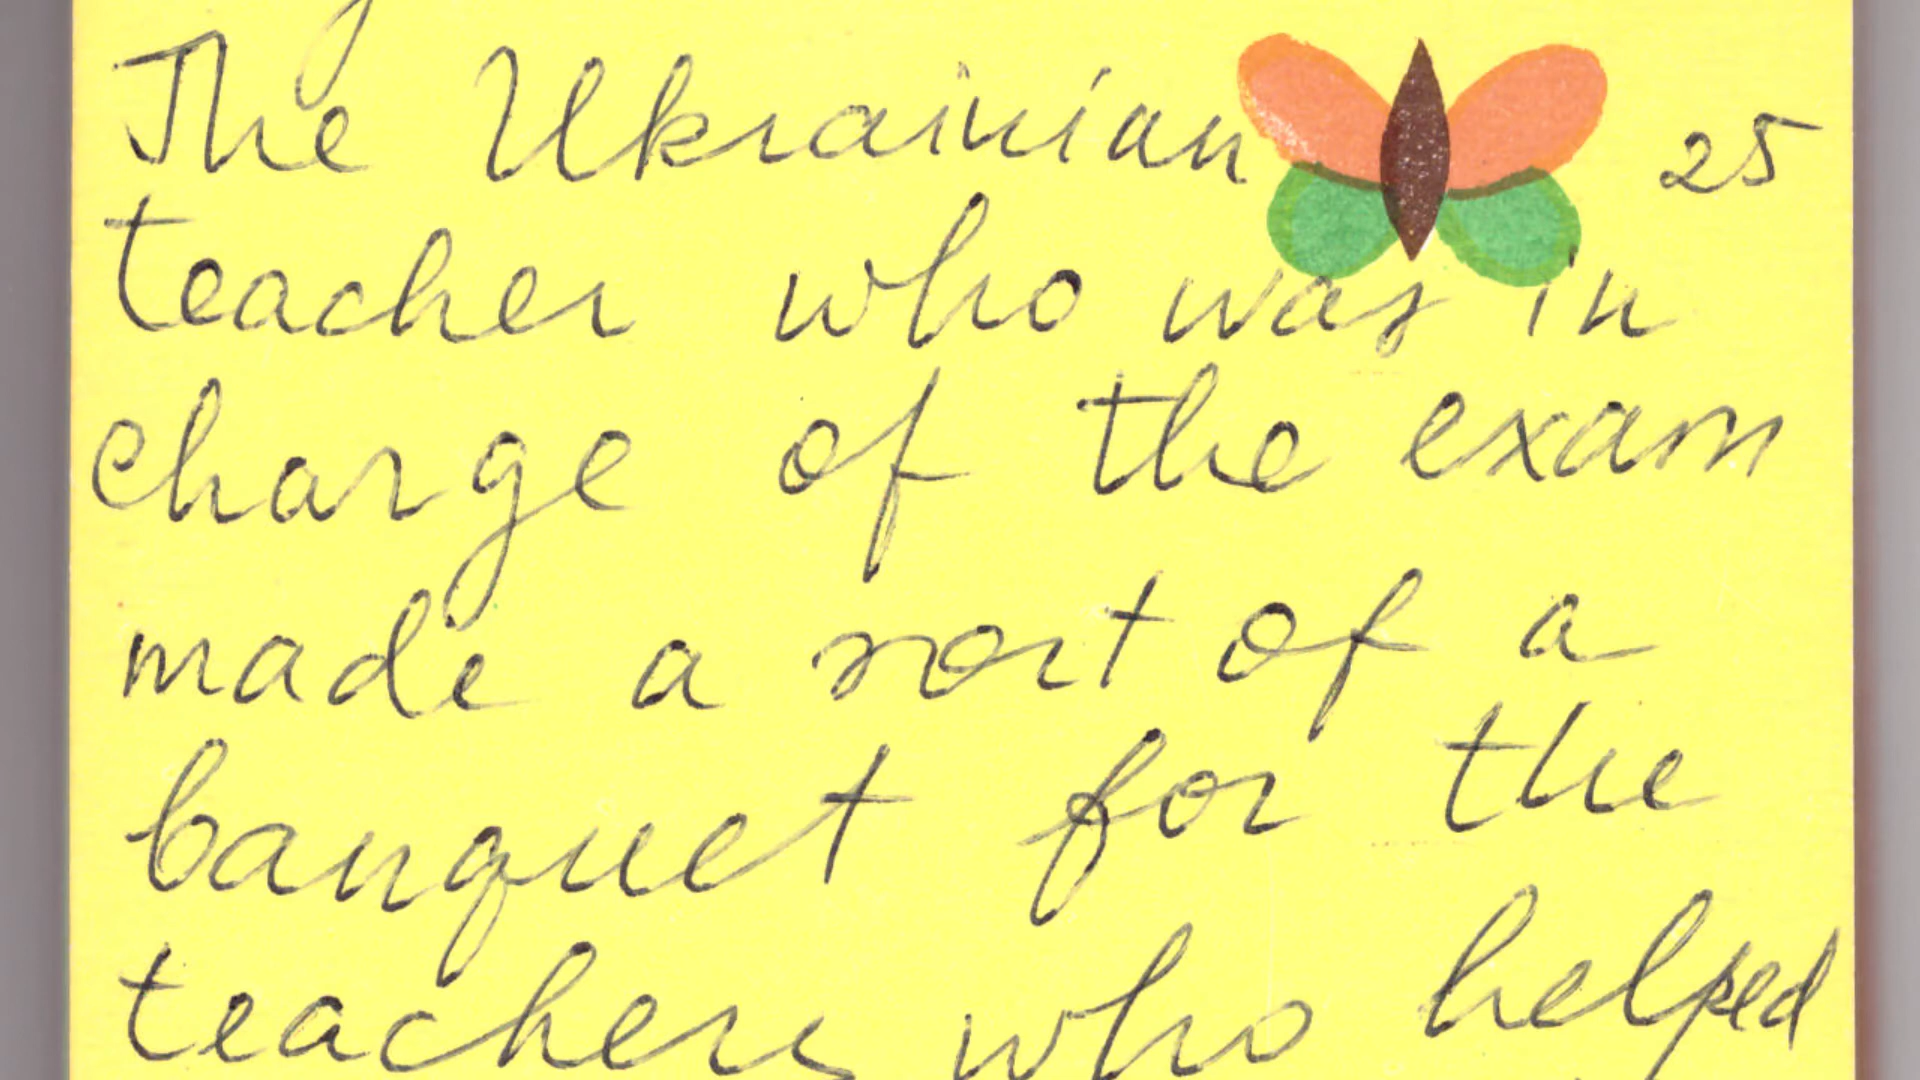 The Ukrainian 25
teacher who was in
charge of the exam
made a sort of a
banquet for the
teachers who helped